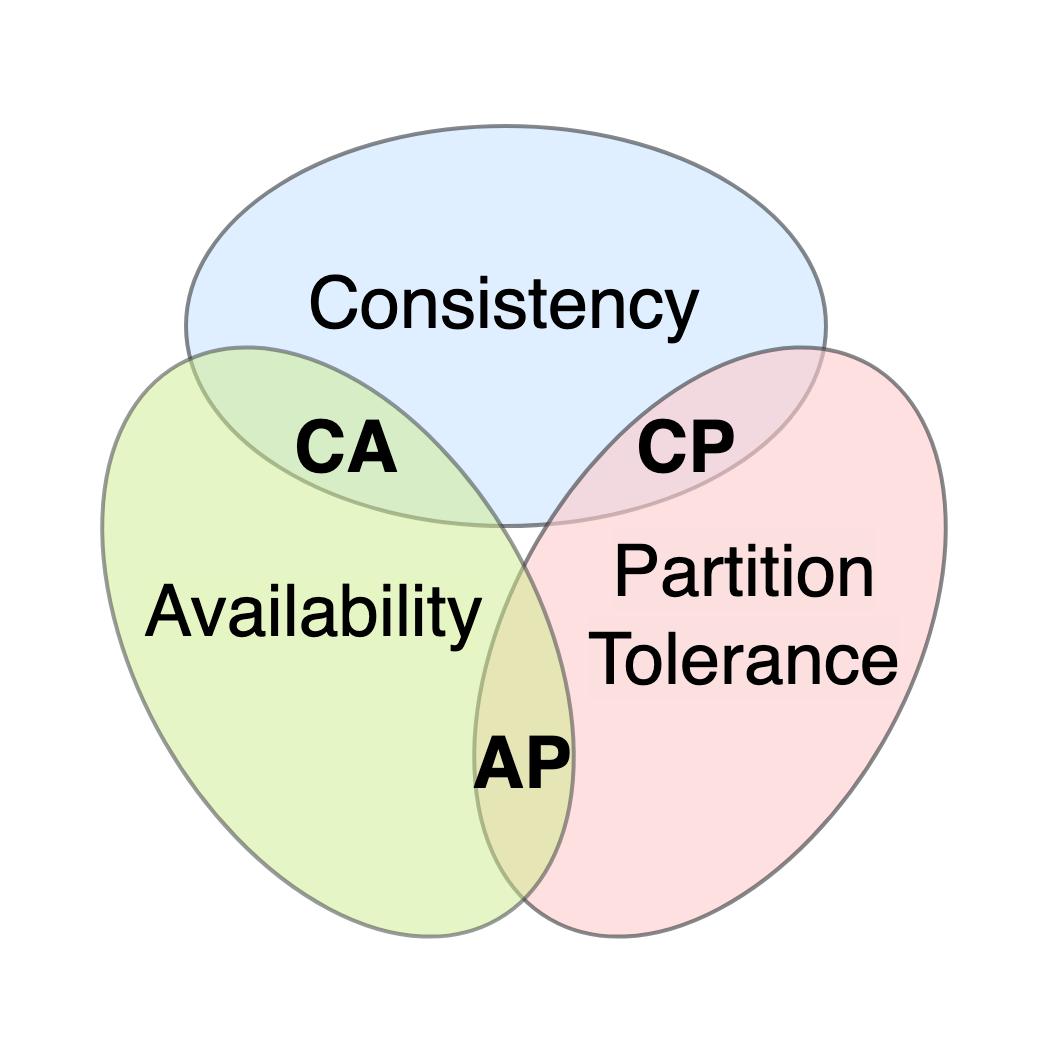 Consistency
CA
CP
Availability
Partition
Tolerance
AP